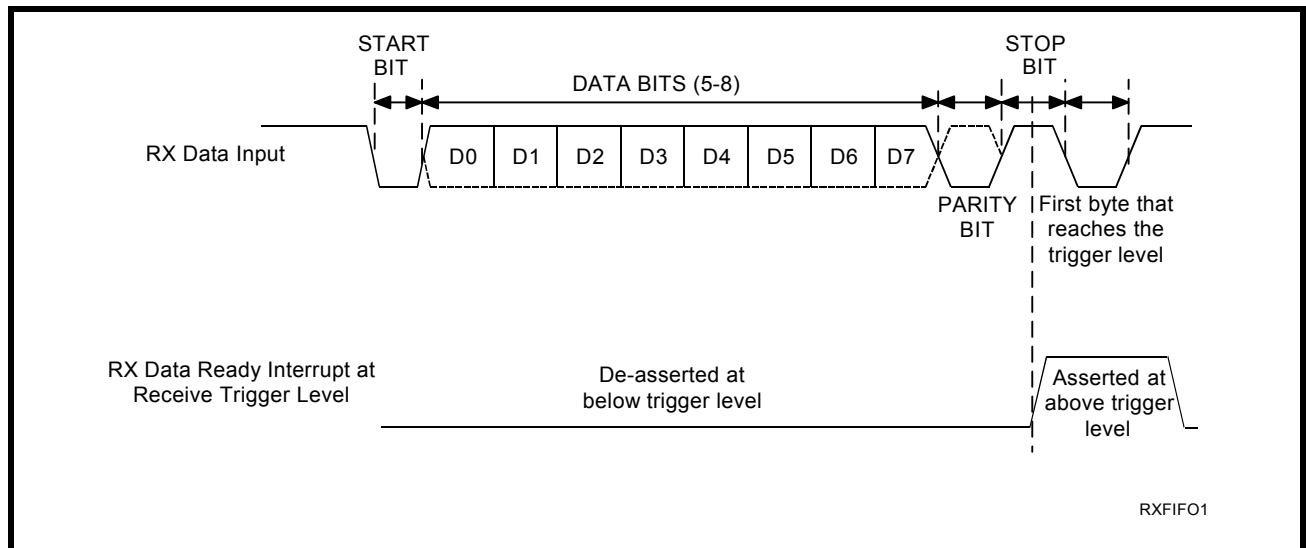 START
BIT
STOP
BIT
DATA BITS (5-8)
RX Data Input
D0 D1 D2 D3 D4 D5 D6 D7
PARITY
BIT
First byte that
reaches the
trigger level
RX Data Ready Interrupt at
Receive Trigger Level
De-asserted at
below trigger level
Asserted at
above trigger
level
RXFIFO1